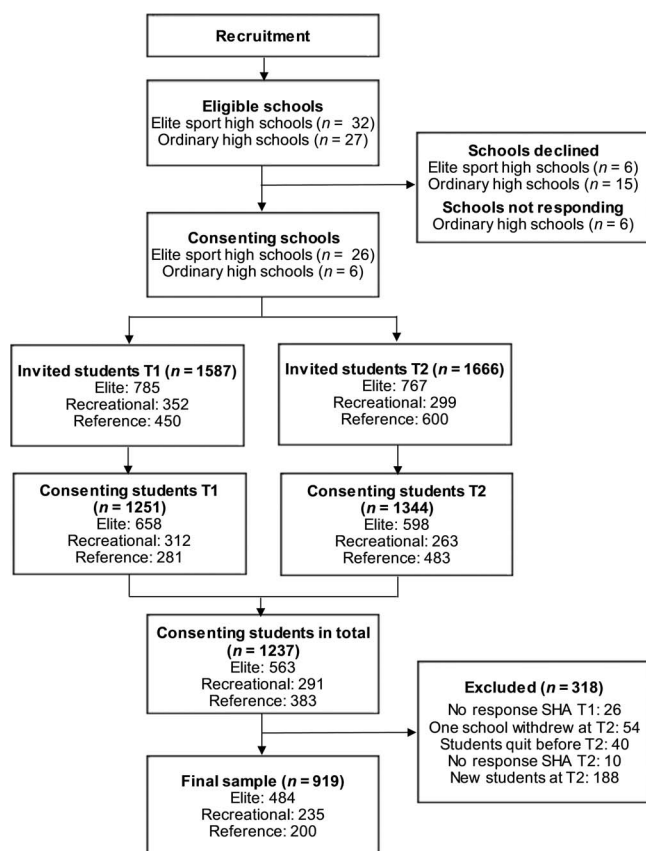 Recruitment
Eligible schools
Elite sport high schools (n = 32)
Ordinary high schools (n = 27)
Schools declined
Elite sport high schools (n = 6)
Ordinary high schools (n = 15)
Schools not responding
Ordinary high schools (n = 6)
Consenting schools
Elite sport high schools (n = 26)
Ordinary high schools (n = 6)
Invited students T1 (n = 1587)
Elite: 785
Recreational: 352
Reference: 450
Invited students T2 (n = 1666)
Elite: 767
Recreational: 299
Reference: 600
Consenting students T1
(n = 1251)
Elite: 658
Recreational: 312
Reference: 281
Consenting students T2
(n = 1344)
Elite: 598
Recreational: 263
Reference: 483
Consenting students in total
(n = 1237)
Elite: 563
Recreational: 291
Reference: 383
Excluded (n = 318)
No response SHA T1: 26
One school withdrew at T2: 54
Students quit before T2: 40
No response SHA T2: 10
New students at T2: 188
Final sample (n = 919)
Elite: 484
Recreational: 235
Reference: 200